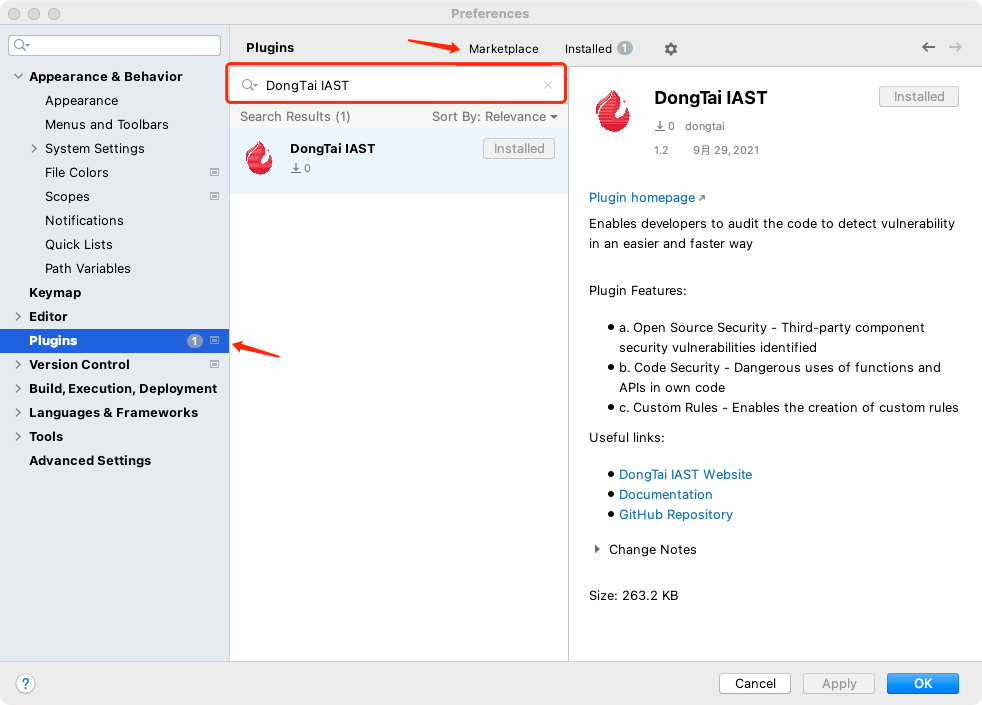 Preferences
Appearance & Behavior
Appearance
Menus and Toolbars
System Settings
File Colors
Scopes
Notifications
Quick Lists
Path Variables
Keymap
Editor
Plugins 1
Version Control
Build, Execution, Deployment
Languages & Frameworks
Tools
Advanced Settings
Plugins Marketplace Installed 1
DongTai IAST
Search Results (1) Sort By: Relevance
DongTai IAST Installed
0
DongTai IAST Installed
0 dongtai
1.2 9月 29, 2021
Plugin homepage
Enables developers to audit the code to detect vulnerability
in an easier and faster way
Plugin Features:
a. Open Source Security - Third-party component
security vulnerabilities identified
b. Code Security - Dangerous uses of functions and
APIs in own code
c. Custom Rules - Enables the creation of custom rules
Useful links:
DongTai IAST Website
Documentation
GitHub Repository
Change Notes
Size: 263.2 KB
? Cancel Apply OK